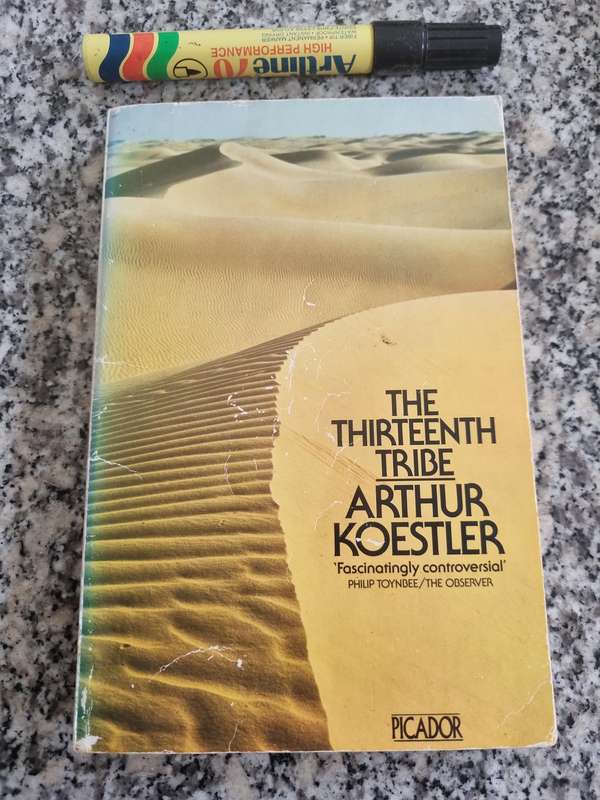 Artline 70
HIGH PERFORMANCE
THE
THIRTEENTH
TRIBE
ARTHUR
KOESTLER
'Fascinatingly controversial'
PHILIP TOYNBEE/THE OBSERVER
PICADOR